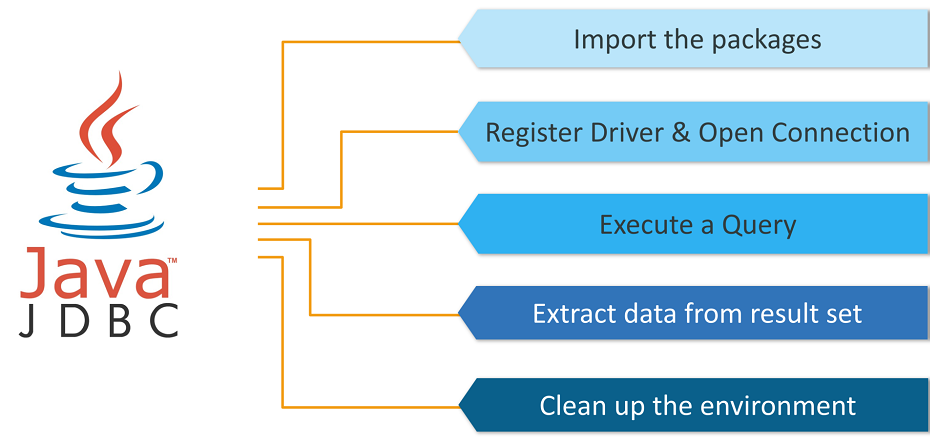 Import the packages
Register Driver & Open Connection
Execute a Query
Extract data from result set
Clean up the environment
Java™
JDBC